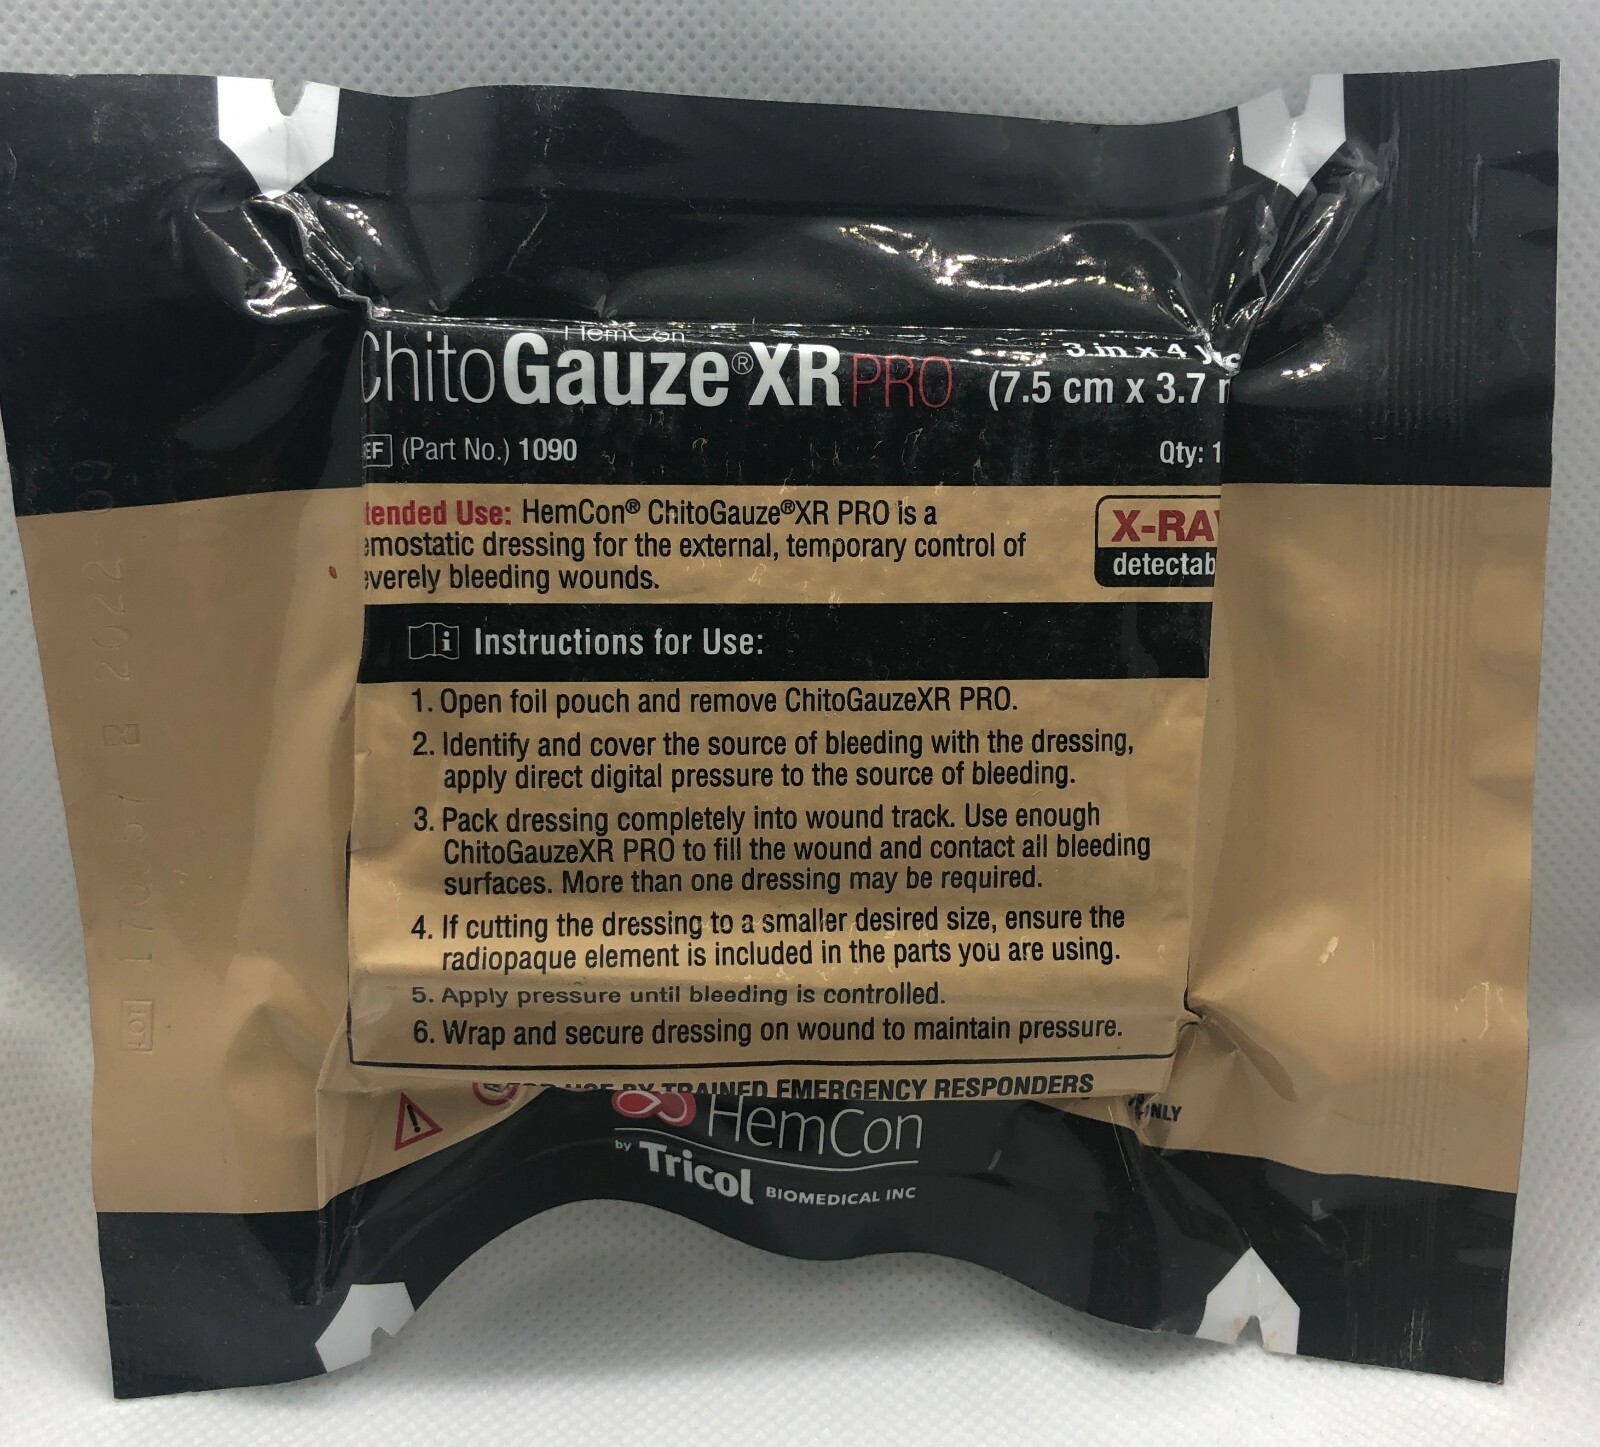 HemCon
ChitoGauze®XR PRO
3 in x 4
(7.5 cm x 3.7
REF (Part No.) 1090
Qty: 1
tended Use: HemCon® ChitoGauze®XR PRO is a
emostatic dressing for the external, temporary control of
everely bleeding wounds.
X-RAY
detectab
Instructions for Use:
1. Open foil pouch and remove ChitoGauzeXR PRO.
2. Identify and cover the source of bleeding with the dressing,
apply direct digital pressure to the source of bleeding.
3. Pack dressing completely into wound track. Use enough
ChitoGauzeXR PRO to fill the wound and contact all bleeding
surfaces. More than one dressing may be required.
4. If cutting the dressing to a smaller desired size, ensure the
radiopaque element is included in the parts you are using.
5. Apply pressure until bleeding is controlled.
6. Wrap and secure dressing on wound to maintain pressure.
FOR USE BY TRAINED EMERGENCY RESPONDERS
ONLY
HemCon
by Tricol BIOMEDICAL INC
2022 09
LOT